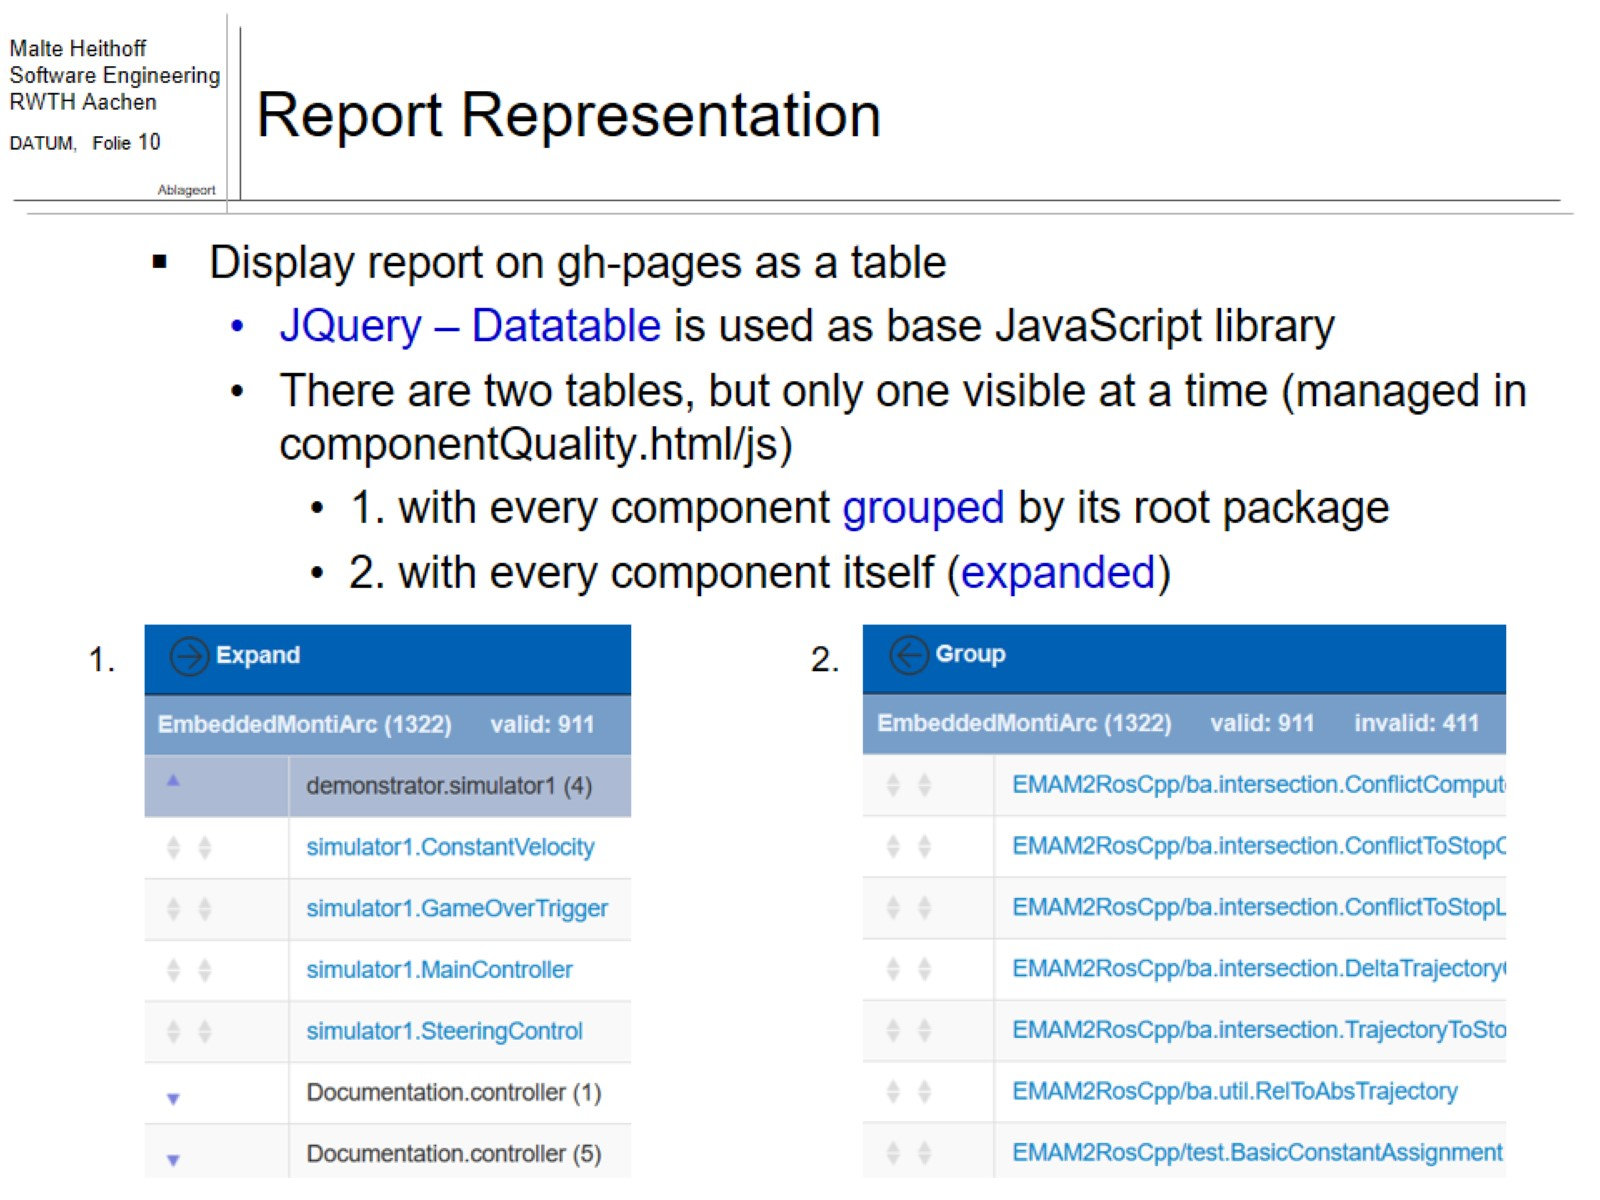 Malte Heithoff
Software Engineering
RWTH Aachen
DATUM, Folie 10
Ablageort
Report Representation
▪ Display report on gh-pages as a table
• JQuery – Datatable is used as base JavaScript library
• There are two tables, but only one visible at a time (managed in
componentQuality.html/js)
• 1. with every component grouped by its root package
• 2. with every component itself (expanded)
1.
Expand
EmbeddedMontiArc (1322) valid: 911
demonstrator.simulator1 (4)
simulator1.ConstantVelocity
simulator1.GameOverTrigger
simulator1.MainController
simulator1.SteeringControl
Documentation.controller (1)
Documentation.controller (5)
2.
Group
EmbeddedMontiArc (1322) valid: 911 invalid: 411
EMAM2RosCpp/ba.intersection.ConflictComput
EMAM2RosCpp/ba.intersection.ConflictToStop
EMAM2RosCpp/ba.intersection.ConflictToStopL
EMAM2RosCpp/ba.intersection.DeltaTrajectory
EMAM2RosCpp/ba.intersection.TrajectoryToSto
EMAM2RosCpp/ba.util.RelToAbsTrajectory
EMAM2RosCpp/test.BasicConstantAssignment